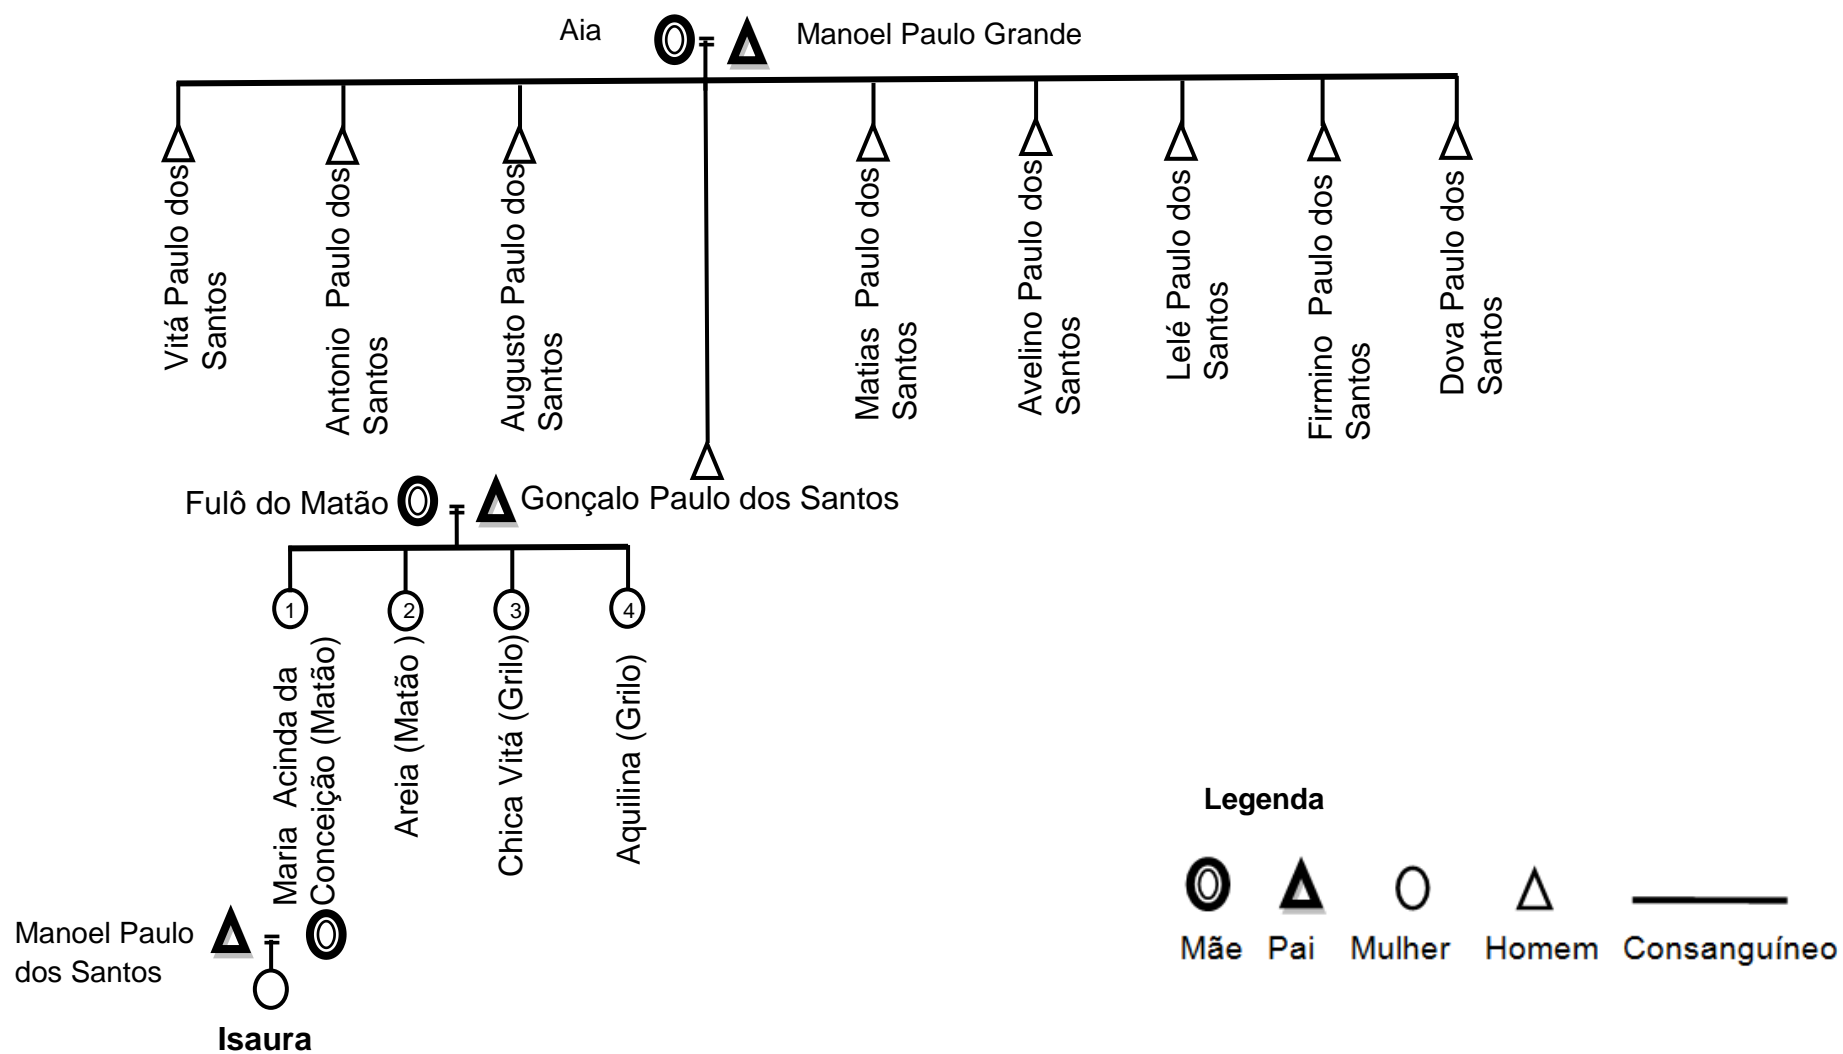 Aia
Manoel Paulo Grande
Vitá Paulo dos
Santos
Antonio Paulo dos
Santos
Augusto Paulo dos
Santos
Matias Paulo dos
Santos
Avelino Paulo dos
Santos
Lelé Paulo dos
Santos
Firmino Paulo dos
Santos
Dova Paulo dos
Santos
Fulô do Matão
Gonçalo Paulo dos Santos
1
2
3
4
Maria Acinda da
Conceição (Matão)
Areia (Matão )
Chica Vitá (Grilo)
Aquilina (Grilo)
Manoel Paulo
dos Santos
Isaura
Legenda
Mãe
Pai
Mulher
Homem
Consanguíneo